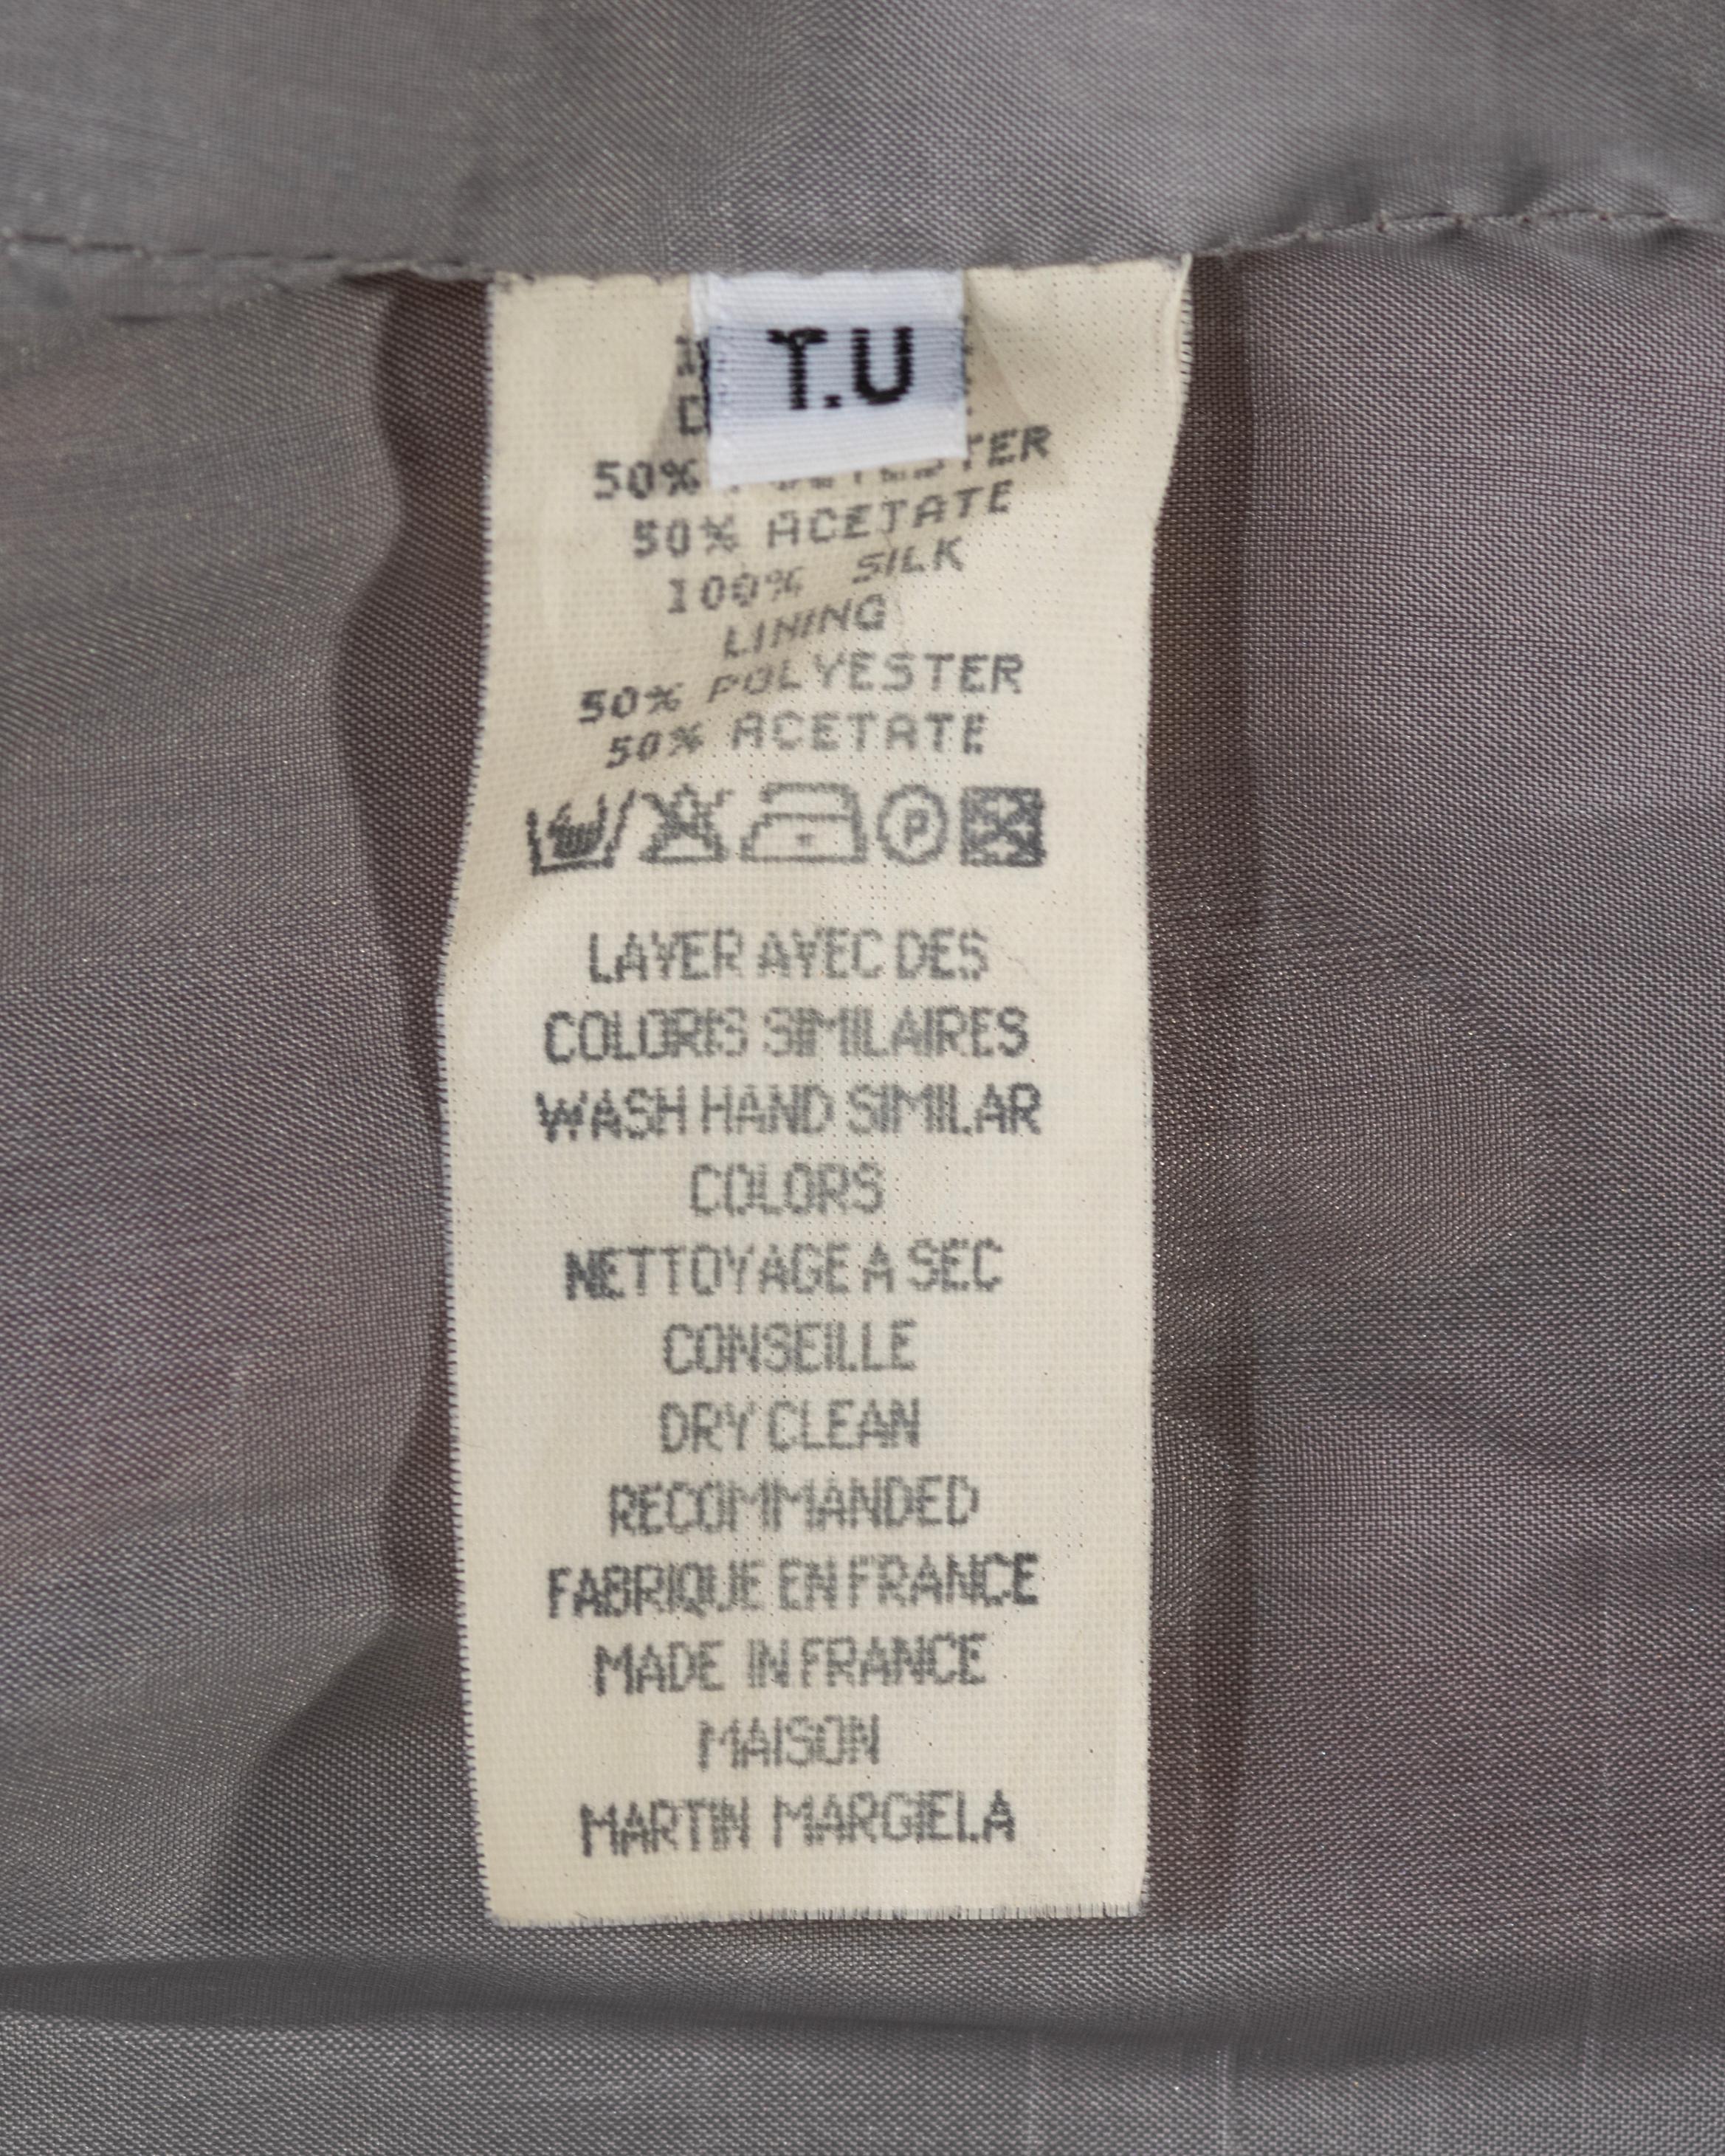 T.U
50%
50% ACETATE
100% SILK
LINING
50% POLYESTER
50% ACETATE
P
LAVER AVEC DES
COLORIS SIMILAIRES
WASH HAND SIMILAR
COLORS
NETTOYAGE A SEC
CONSEILLE
DRY CLEAN
RECOMMANDED
FABRIQUE EN FRANCE
MADE IN FRANCE
MAISON
MARTIN MARGIELA